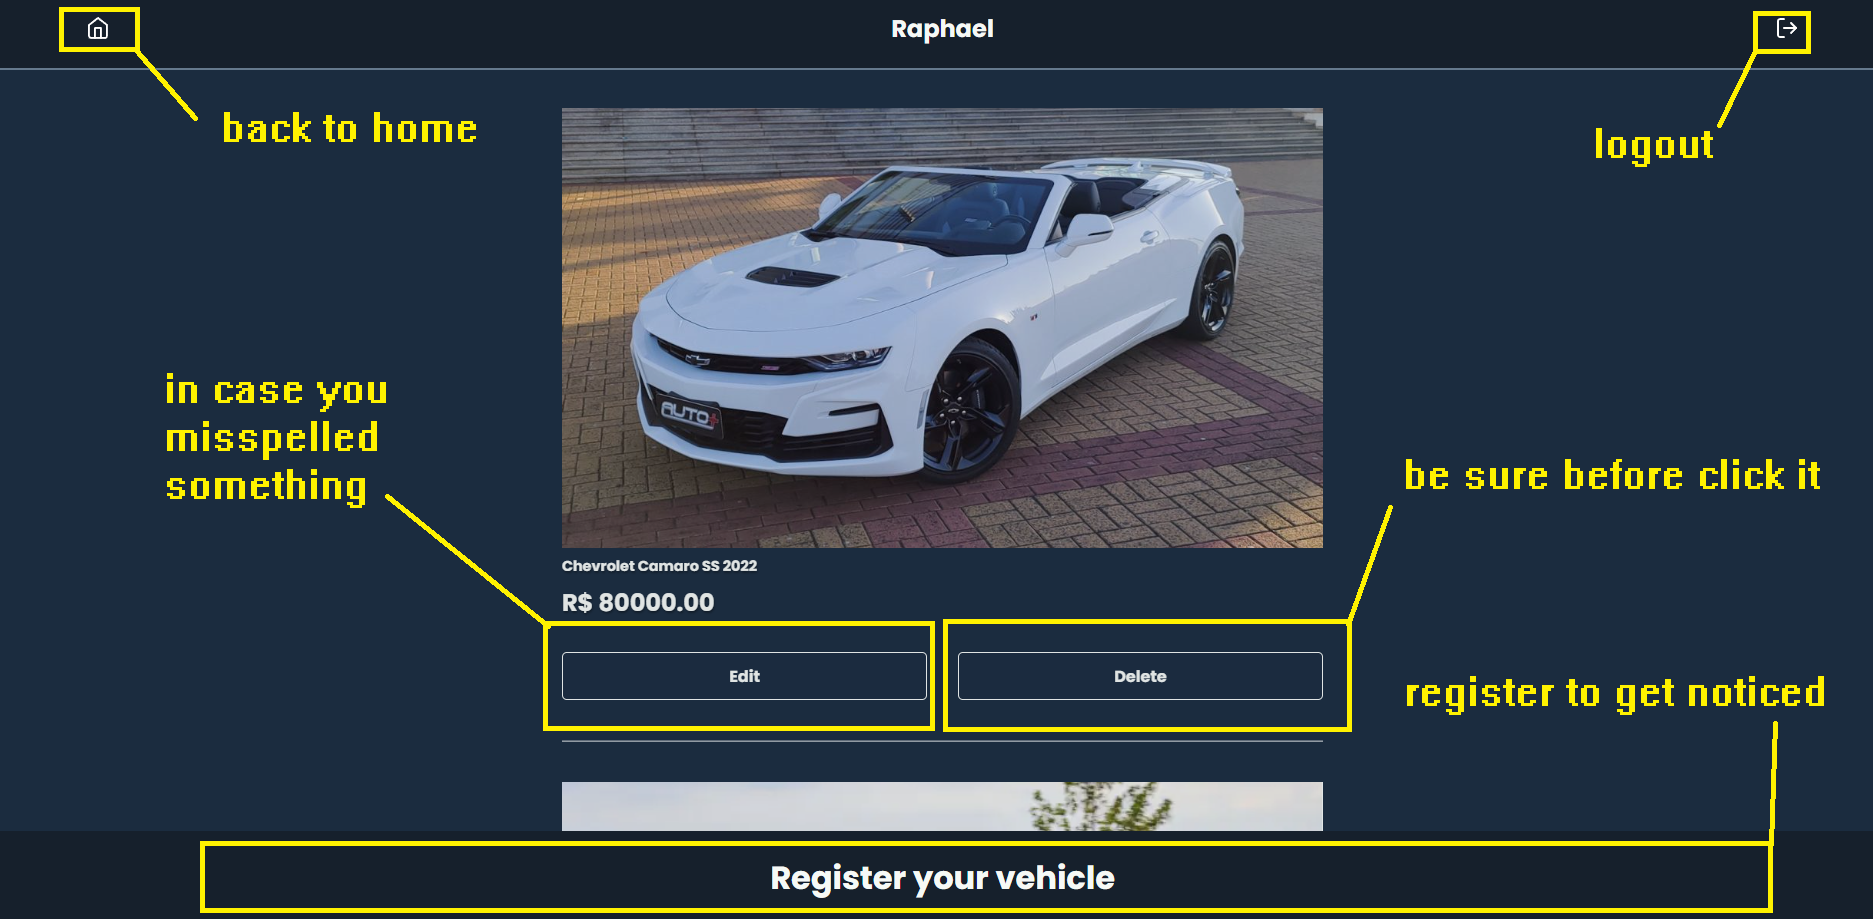 Raphael
back to home
logout
AUTO+
in case you
misspelled
something
be sure before click it
Chevrolet Camaro SS 2022
R$ 80000.00
Edit
Delete
register to get noticed
Register your vehicle